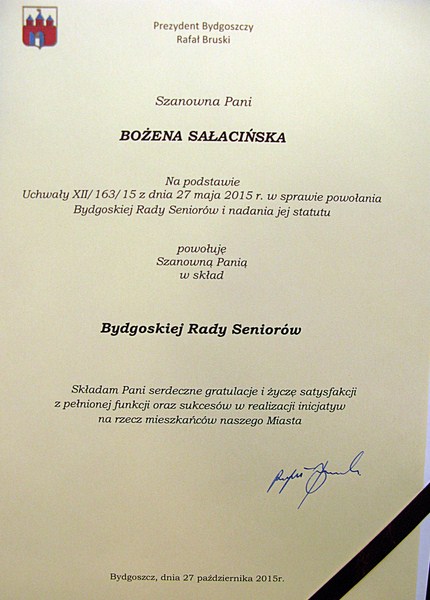 Prezydent Bydgoszczy
Rafał Bruski
Szanowna Pani
BOŻENA SAŁACIŃSKA
Na podstawie
Uchwały XII/163/15 z dnia 27 maja 2015 r. w sprawie powołania
Bydgoskiej Rady Seniorów i nadania jej statutu
powołuję
Szanowną Panią
w skład
Bydgoskiej Rady Seniorów
Składam Pani serdeczne gratulacje i życzę satysfakcji
z pełnionej funkcji oraz sukcesów w realizacji inicjatyw
na rzecz mieszkańców naszego Miasta
Bydgoszcz, dnia 27 października 2015r.